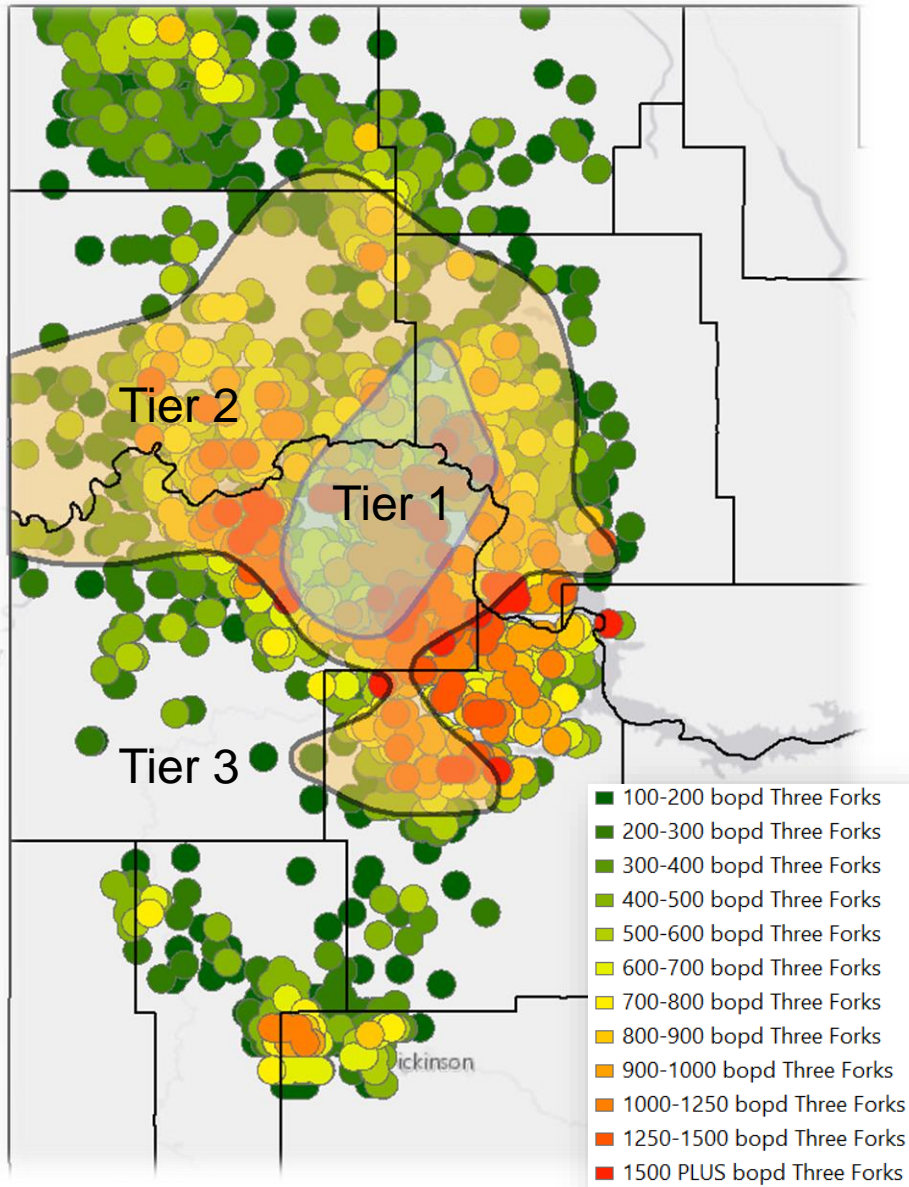 Tier 2
Tier 1
Tier 3
100-200 bopd Three Forks
200-300 bopd Three Forks
300-400 bopd Three Forks
400-500 bopd Three Forks
500-600 bopd Three Forks
600-700 bopd Three Forks
700-800 bopd Three Forks
800-900 bopd Three Forks
900-1000 bopd Three Forks
1000-1250 bopd Three Forks
1250-1500 bopd Three Forks
1500 PLUS bopd Three Forks
ickinson